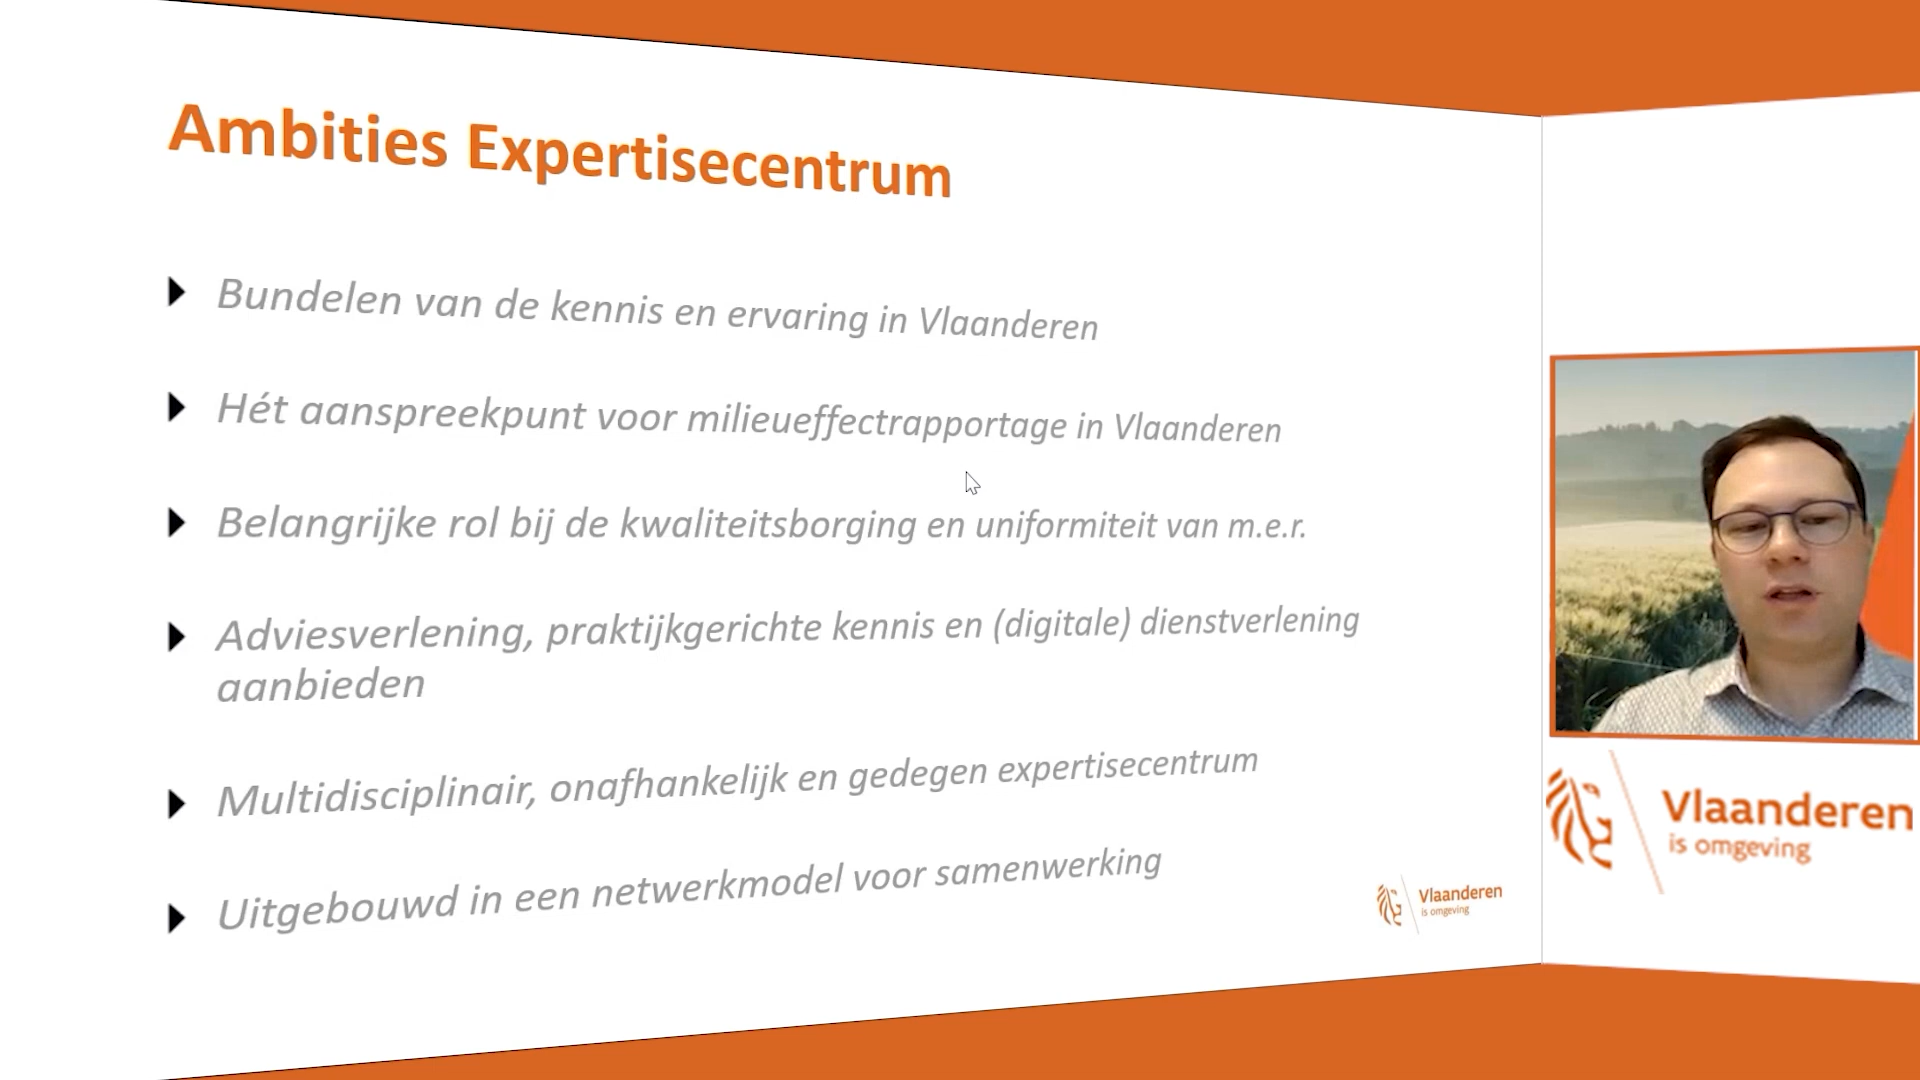 Ambities Expertisecentrum
Bundelen van de kennis en ervaring in Vlaanderen
Hét aanspreekpunt voor milieueffectrapportage in Vlaanderen
Belangrijke rol bij de kwaliteitsborging en uniformiteit van m.e.r.
Adviesverlening, praktijkgerichte kennis en (digitale) dienstverlening
aanbieden
Multidisciplinair, onafhankelijk en gedegen expertisecentrum
Uitgebouwd in een netwerkmodel voor samenwerking
Vlaanderen
is omgeving
Vlaanderen
is omgeving